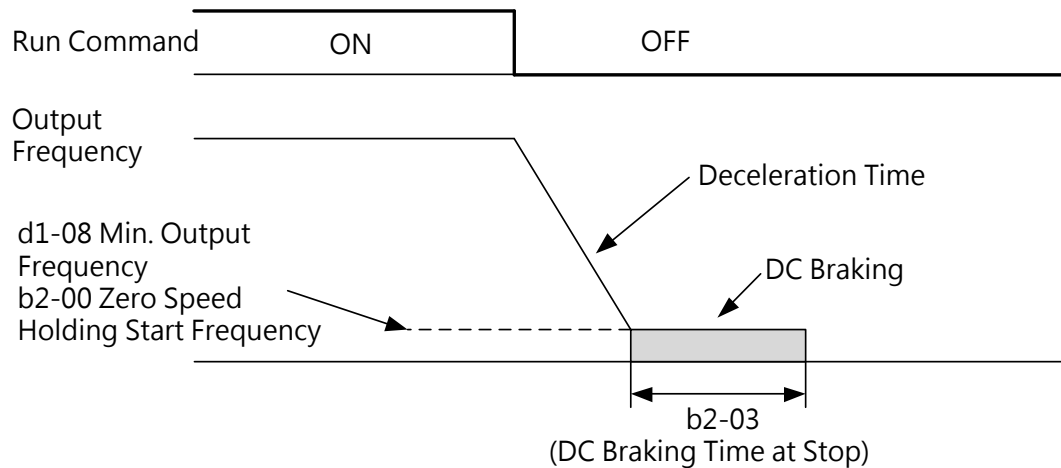 Run Command
ON
OFF
Output
Frequency
Deceleration Time
d1-08 Min. Output
Frequency
b2-00 Zero Speed
Holding Start Frequency
DC Braking
b2-03
(DC Braking Time at Stop)